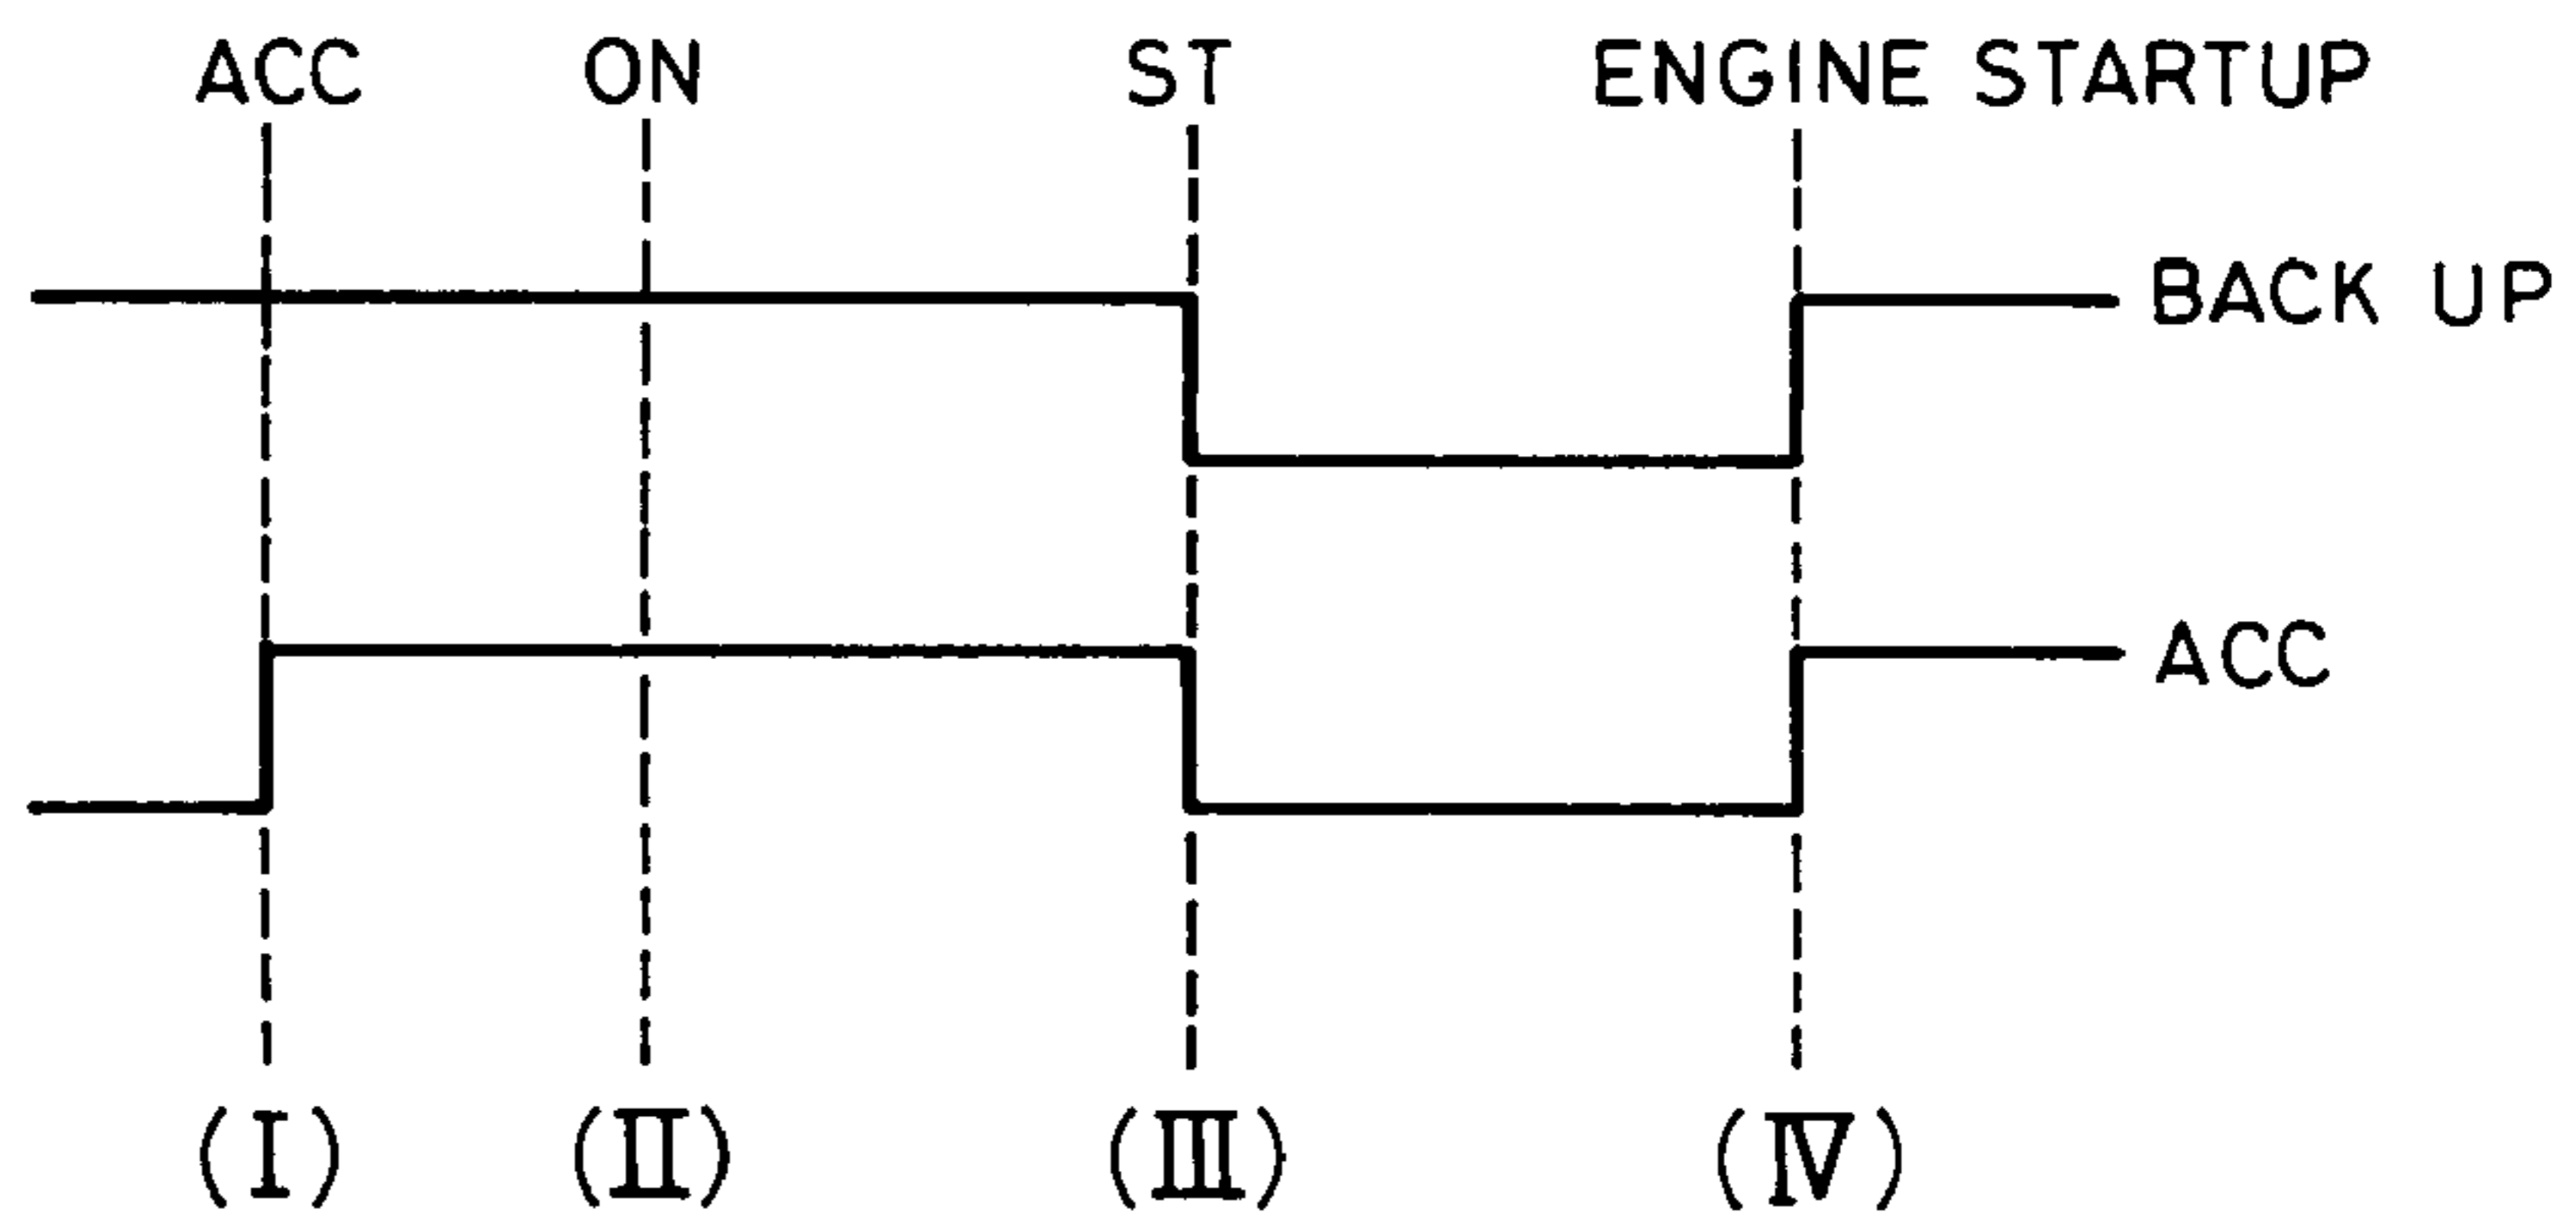 ACC ON ST ENGINE STARTUP
BACK UP
ACC
(I) (II) (III) (IV)